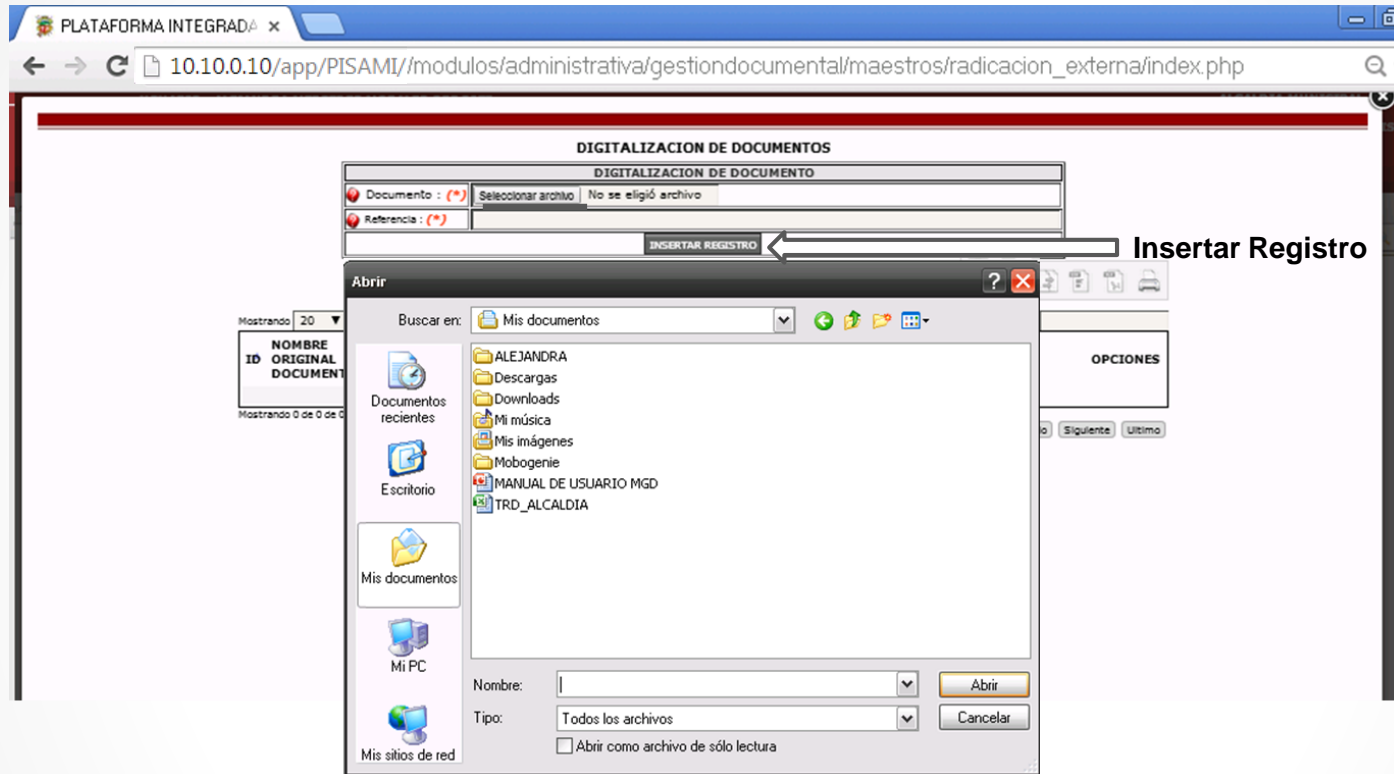 PLATAFORMA INTEGRADA
10.10.0.10/app/PISAMI//modulos/administrativa/gestiondocumental/maestros/radicacion_externa/index.php
DIGITALIZACION DE DOCUMENTOS
DIGITALIZACION DE DOCUMENTO
Documento : (*) Seleccionar archivo No se eligió archivo
Referencia : (*)
INSERTAR REGISTRO
Insertar Registro
Abrir
Mostrando 20
Buscar en: Mis documentos
NOMBRE
ID ORIGINAL
DOCUMENT
OPCIONES
Mostrando 0 de 0 de 0
Siguiente Ultimo
Documentos recientes
Escritorio
Mis documentos
Mi PC
Mis sitios de red
ALEJANDRA
Descargas
Downloads
Mi música
Mis imágenes
Mobogenie
MANUAL DE USUARIO MGD
TRD_ALCALDIA
Nombre:
Abrir
Tipo: Todos los archivos
Cancelar
Abrir como archivo de sólo lectura